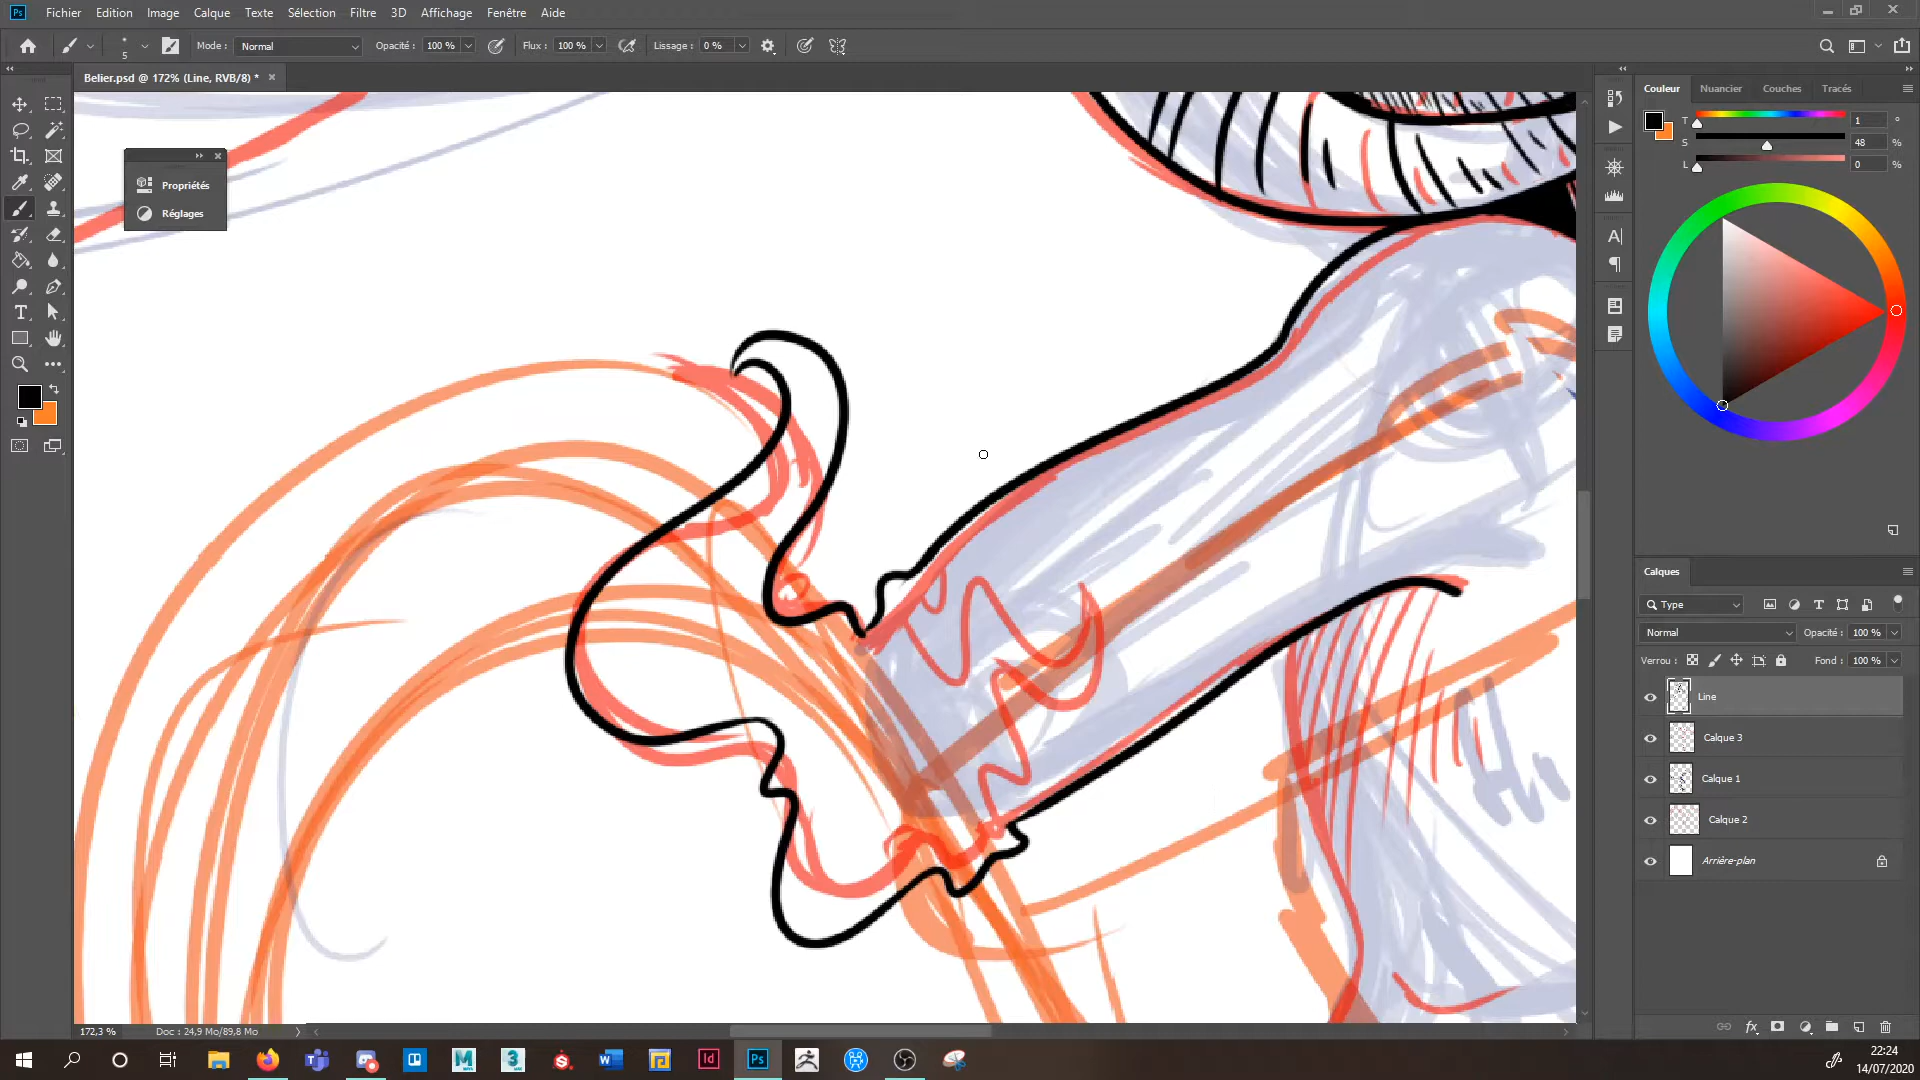 Ps Fichier Edition Image Calque Texte Sélection Filtre 3D Affichage Fenêtre Aide
5 Mode : Normal Opacité : 100 % Flux : 100 % Lissage : 0 %
Belier.psd @ 172% (Line, RVB/8) *
Propriétés
Réglages
Couleur Nuancier Couches Tracés
T 1 °
S 48 %
L 0 %
Calques
Type
Normal Opacité : 100 %
Verrou : Fond : 100 %
Line
Calque 3
Calque 1
Calque 2
Arrière-plan
172,3 % Doc : 24,9 Mo/89,8 Mo
22:24
14/07/2020